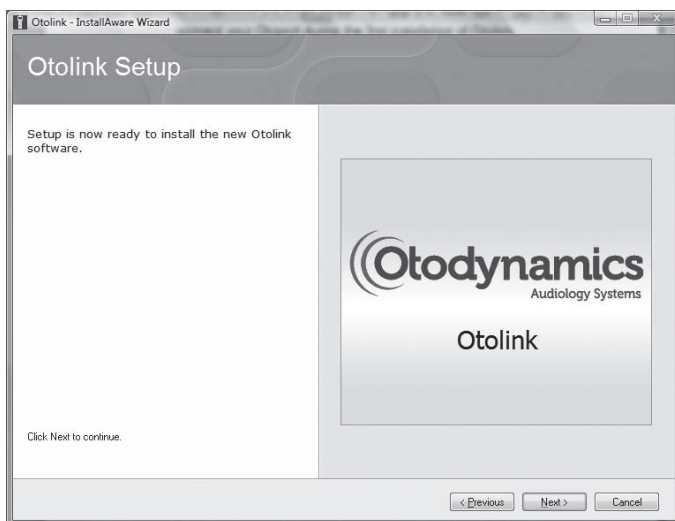 Otolink - InstallAware Wizard
Otolink Setup
Setup is now ready to install the new Otolink
software.
Otodynamics
Audiology Systems
Otolink
Click Next to continue.
< Previous
Next >
Cancel